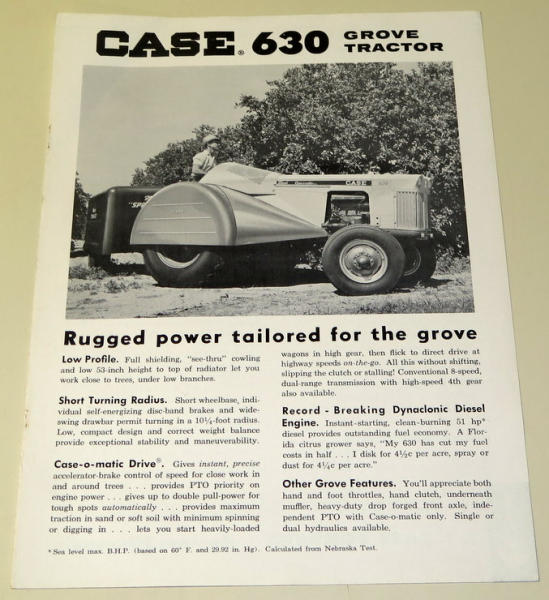 CASE® 630 GROVE TRACTOR
CASE
Rugged power tailored for the grove
Low Profile. Full shielding, "see-thru" cowling
and low 53-inch height to top of radiator let you
work close to trees, under low branches.
Short Turning Radius. Short wheelbase, indi-
vidual self-energizing disc-band brakes and wide-
swing drawbar permit turning in a 10¼-foot radius.
Low, compact design and correct weight balance
provide exceptional stability and maneuverability.
Case-o-matic Drive®. Gives instant, precise
accelerator-brake control of speed for close work in
and around trees . . . provides PTO priority on
engine power . . . gives up to double pull-power for
tough spots automatically . . . provides maximum
traction in sand or soft soil with minimum spinning
or digging in . . . lets you start heavily-loaded
wagons in high gear, then flick to direct drive at
highway speeds on-the-go. All this without shifting,
slipping the clutch or stalling! Conventional 8-speed,
dual-range transmission with high-speed 4th gear
also available.
Record - Breaking Dynaclonic Diesel
Engine. Instant-starting, clean-burning 51 hp*
diesel provides outstanding fuel economy. A Flor-
ida citrus grower says, "My 630 has cut my fuel
costs in half . . . I disk for 4½c per acre, spray or
dust for 4¼c per acre."
Other Grove Features. You'll appreciate both
hand and foot throttles, hand clutch, underneath
muffler, heavy-duty drop forged front axle, inde-
pendent PTO with Case-o-matic only. Single or
dual hydraulics available.
*Sea level max. B.H.P. (based on 60° F. and 29.92 in. Hg). Calculated from Nebraska Test.